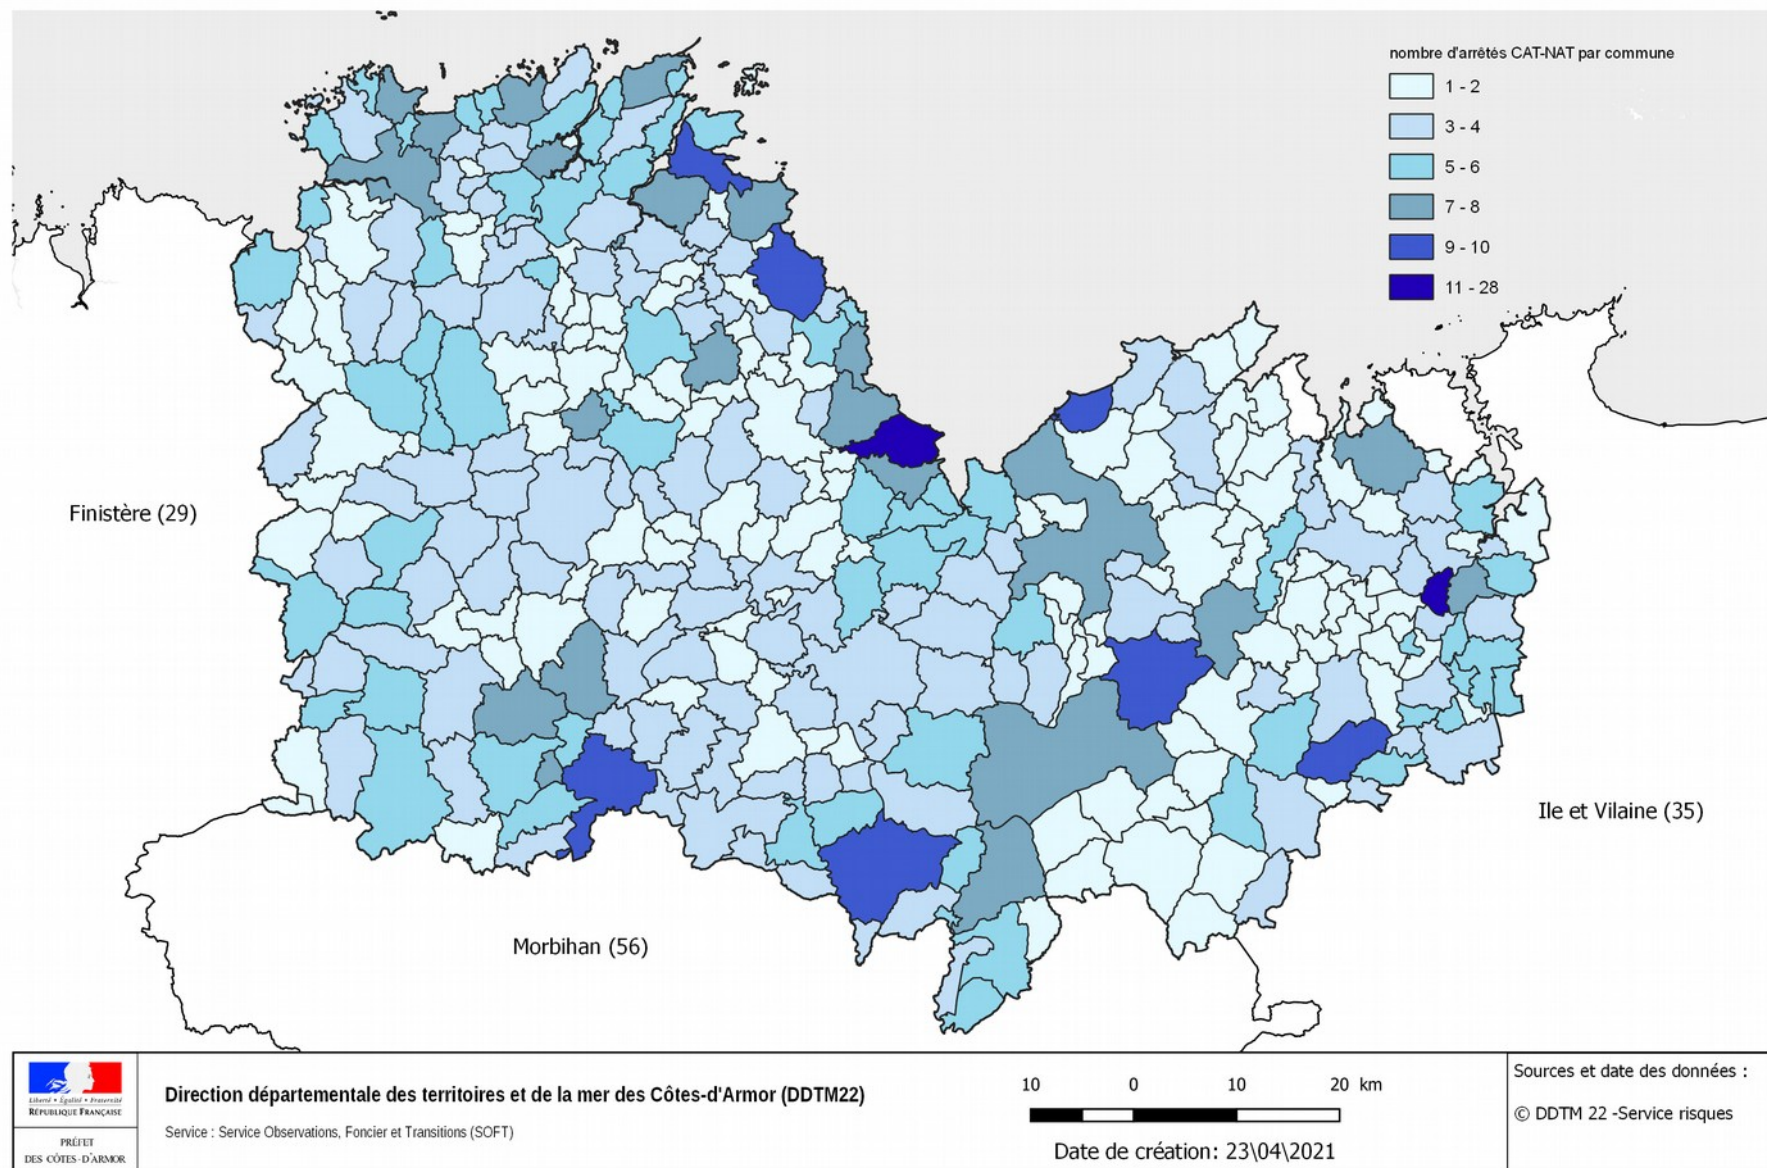 nombre d'arrêtés CAT-NAT par commune
1 - 2
3 - 4
5 - 6
7 - 8
9 - 10
11 - 28
Finistère (29)
Ile et Vilaine (35)
Morbihan (56)
Liberté • Égalité • Fraternité
RÉPUBLIQUE FRANÇAISE
PRÉFET
DES CÔTES-D'ARMOR
Direction départementale des territoires et de la mer des Côtes-d'Armor (DDTM22)
Service : Service Observations, Foncier et Transitions (SOFT)
10 0 10 20 km
Date de création: 23\04\2021
Sources et date des données :
© DDTM 22 -Service risques